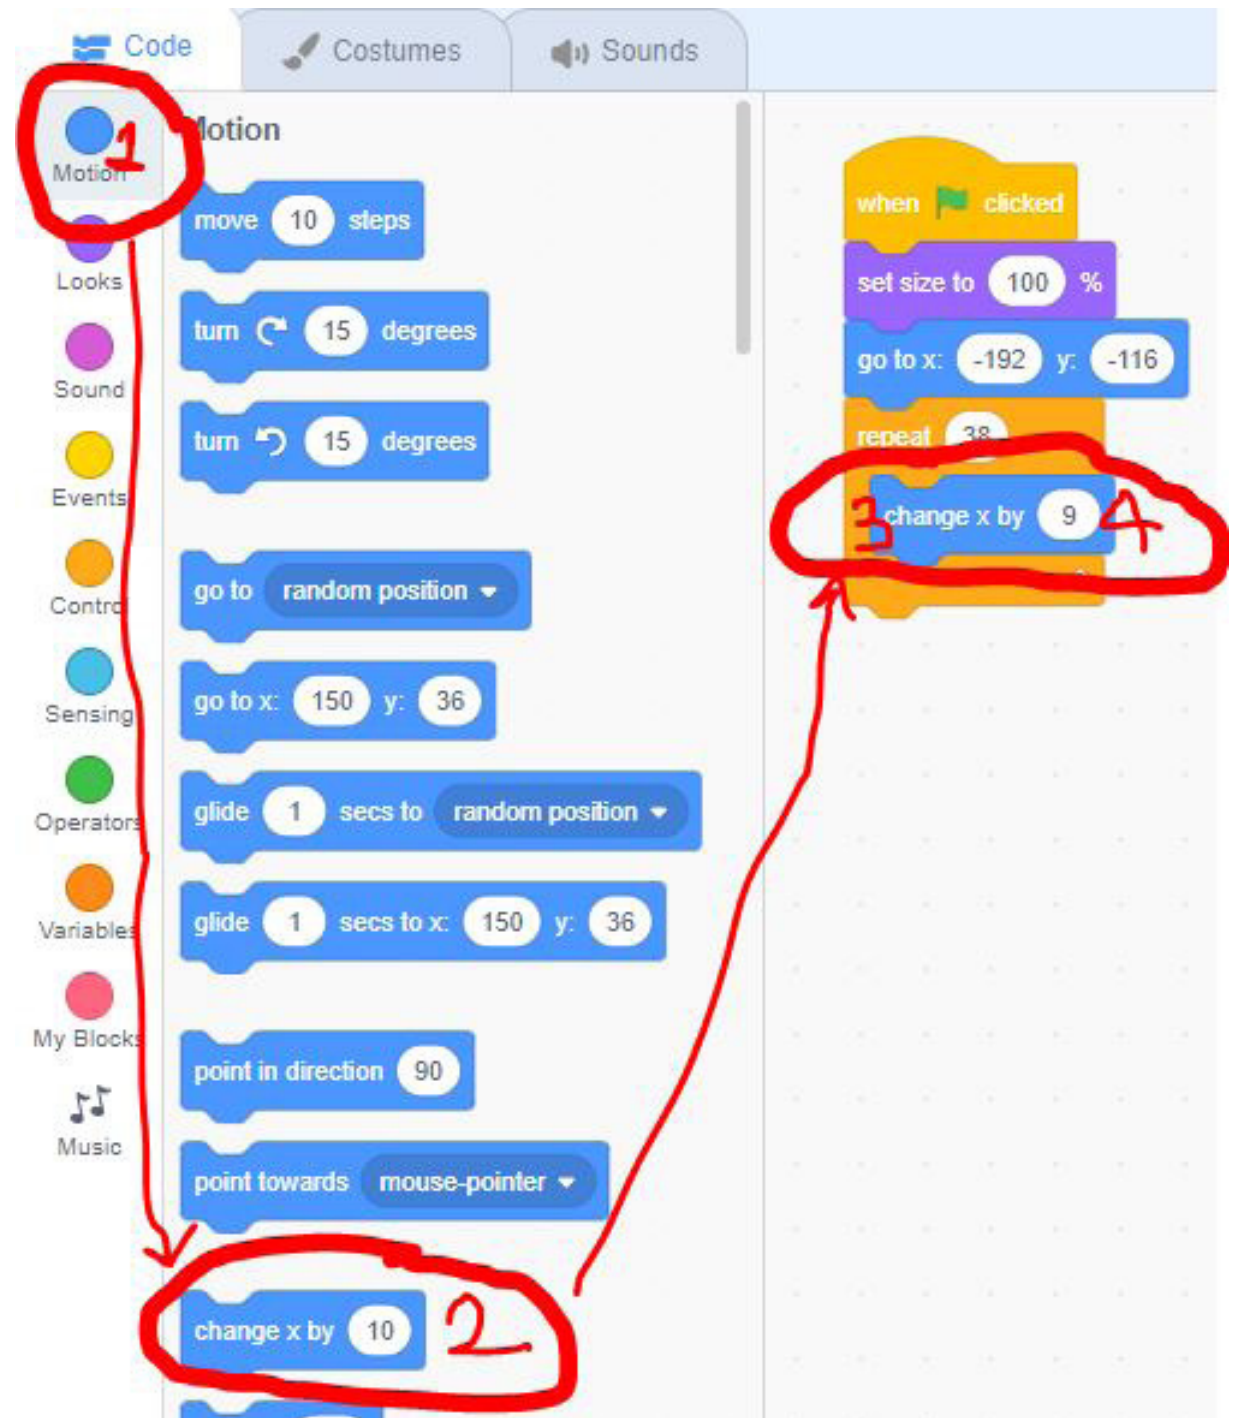 Code
Costumes
Sounds
1
Motion
Looks
Sound
Events
Control
Sensing
Operators
Variables
My Blocks
Music
Motion
move 10 steps
turn 15 degrees
turn 15 degrees
go to random position
go to x: 150 y: 36
glide 1 secs to random position
glide 1 secs to x: 150 y: 36
point in direction 90
point towards mouse-pointer
change x by 10 2
when clicked
set size to 100 %
go to x: -192 y: -116
repeat 38
3 change x by 9 4